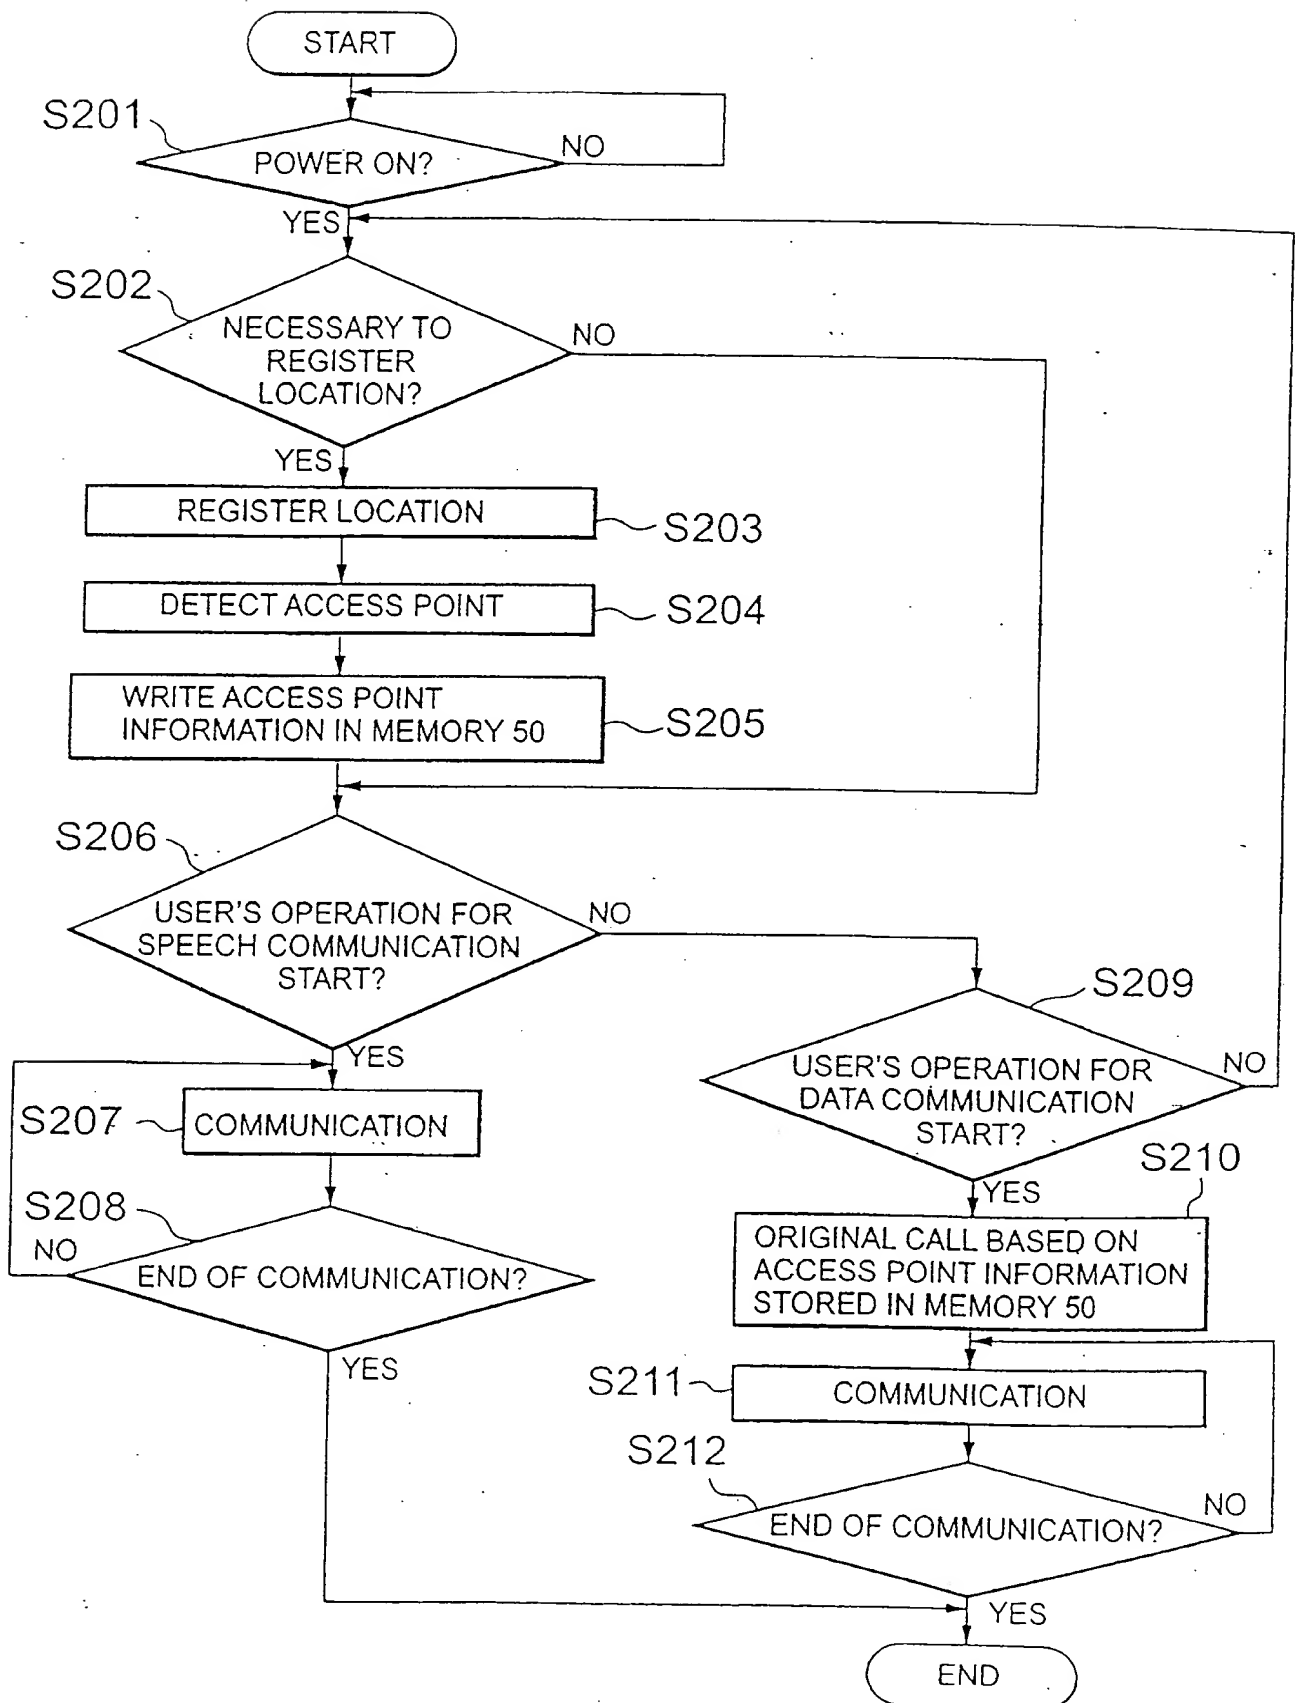 START
S201
POWER ON?
NO
YES
S202
NECESSARY TO
REGISTER
LOCATION?
NO
YES
REGISTER LOCATION
S203
DETECT ACCESS POINT
S204
WRITE ACCESS POINT
INFORMATION IN MEMORY 50
S205
S206
USER'S OPERATION FOR
SPEECH COMMUNICATION
START?
NO
YES
S207
COMMUNICATION
S208
NO
END OF COMMUNICATION?
YES
S209
USER'S OPERATION FOR
DATA COMMUNICATION
START?
NO
YES
S210
ORIGINAL CALL BASED ON
ACCESS POINT INFORMATION
STORED IN MEMORY 50
S211
COMMUNICATION
S212
END OF COMMUNICATION?
NO
YES
END